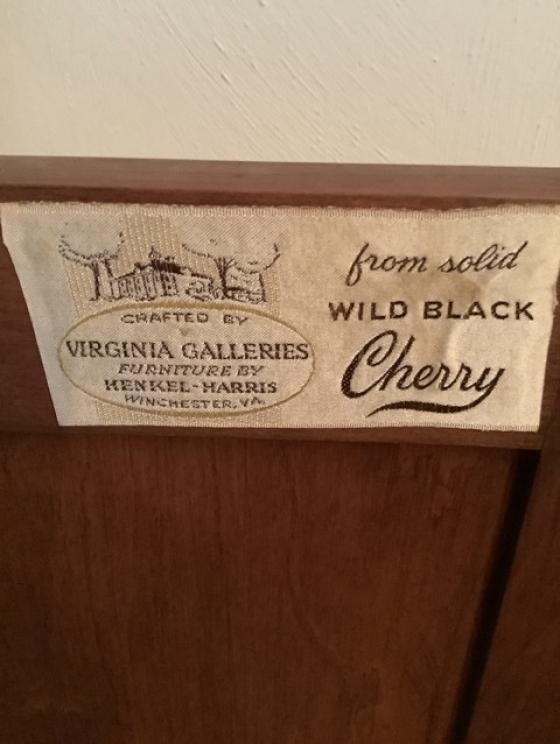 CRAFTED BY
VIRGINIA GALLERIES
FURNITURE BY
HENKEL-HARRIS
WINCHESTER, VA.
from solid
WILD BLACK
Cherry